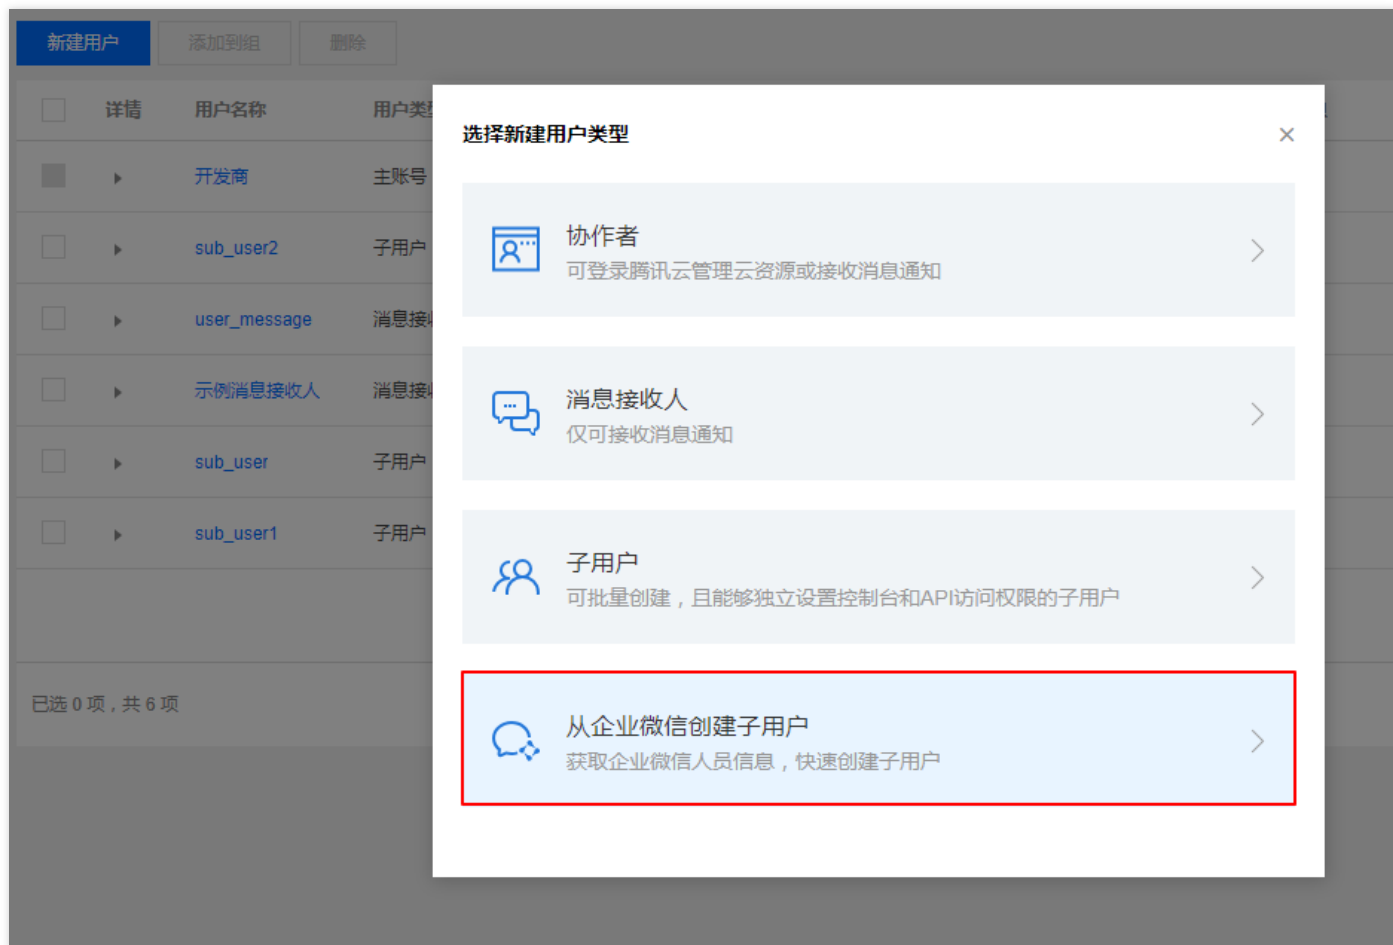 新建用户 添加到组 删除
详情 用户名称 用户类
选择新建用户类型
开发商 主账号
协作者
可登录腾讯云管理云资源或接收消息通知
sub_user2 子用户
user_message 消息接
示例消息接收人 消息接
消息接收人
仅可接收消息通知
sub_user 子用户
sub_user1 子用户
子用户
可批量创建，且能够独立设置控制台和API访问权限的子用户
已选 0 项，共 6 项
从企业微信创建子用户
获取企业微信人员信息，快速创建子用户